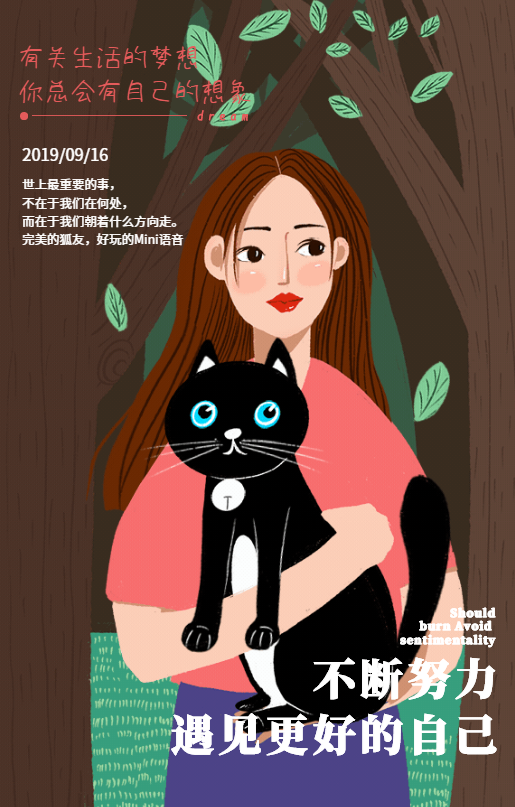 有关生活的梦想
你总会有自己的想象
dream
2019/09/16
世上最重要的事，
不在于我们在何处，
而在于我们朝着什么方向走。
完美的狐友，好玩的Mini语音
T
Should
burn Avoid
sentimentality
不断努力
遇见更好的自己